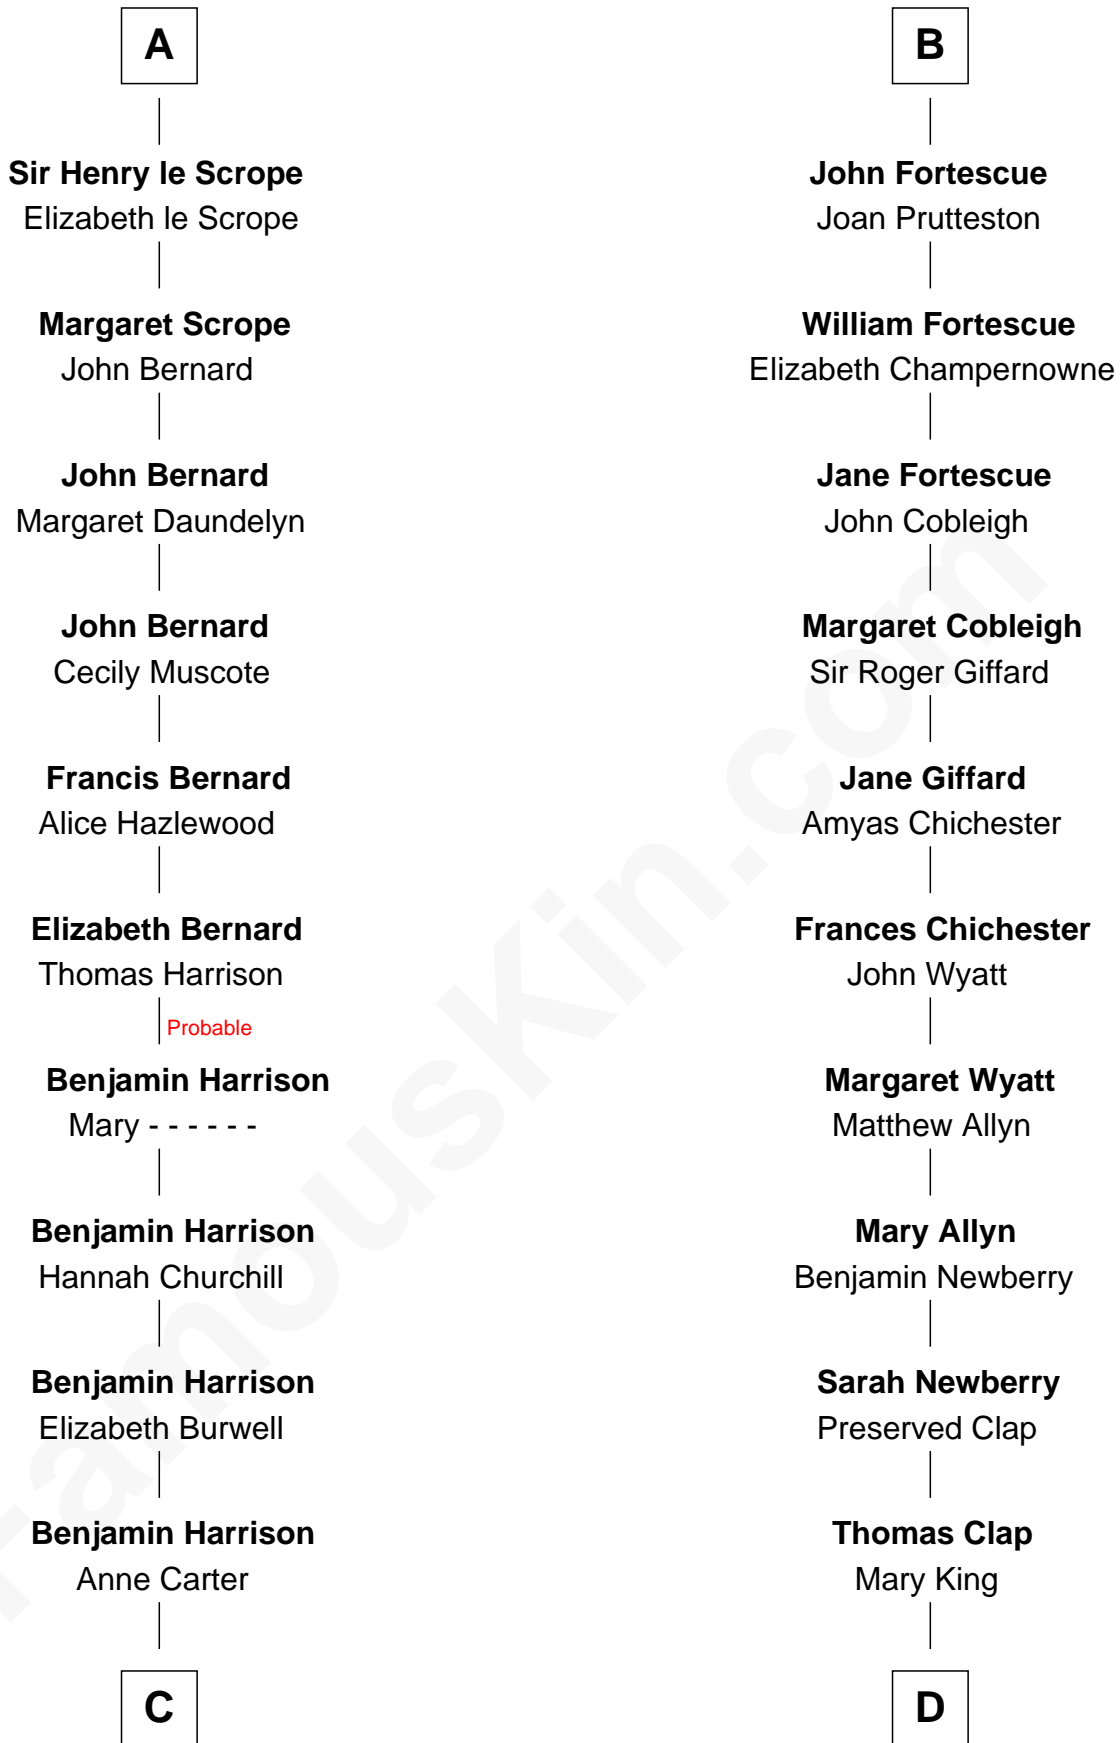 A
Sir Henry le Scrope
Elizabeth le Scrope
Margaret Scrope
John Bernard
John Bernard
Margaret Daundelyn
John Bernard
Cecily Muscote
Francis Bernard
Alice Hazlewood
Elizabeth Bernard
Thomas Harrison
Probable
Benjamin Harrison
Mary - - - - - -
Benjamin Harrison
Hannah Churchill
Benjamin Harrison
Elizabeth Burwell
Benjamin Harrison
Anne Carter
C
B
John Fortescue
Joan Prutteston
William Fortescue
Elizabeth Champernowne
Jane Fortescue
John Cobleigh
Margaret Cobleigh
Sir Roger Giffard
Jane Giffard
Amyas Chichester
Frances Chichester
John Wyatt
Margaret Wyatt
Matthew Allyn
Mary Allyn
Benjamin Newberry
Sarah Newberry
Preserved Clap
Thomas Clap
Mary King
D
FamousKin.com